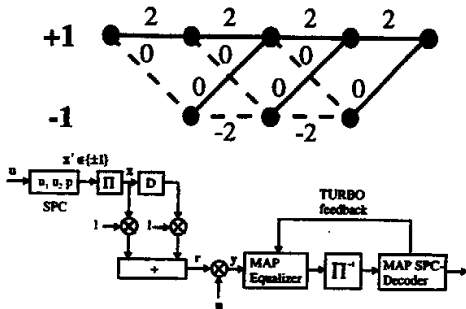 +1 2 2 2 2
0 0 0 0 0 0
-1 -2 -2
x' ∈{±1}
u u, u, p Π x D
SPC
1 1
+ r y
n
TURBO
feedback
MAP
Equalizer
Π⁻¹
MAP SPC-
Decoder